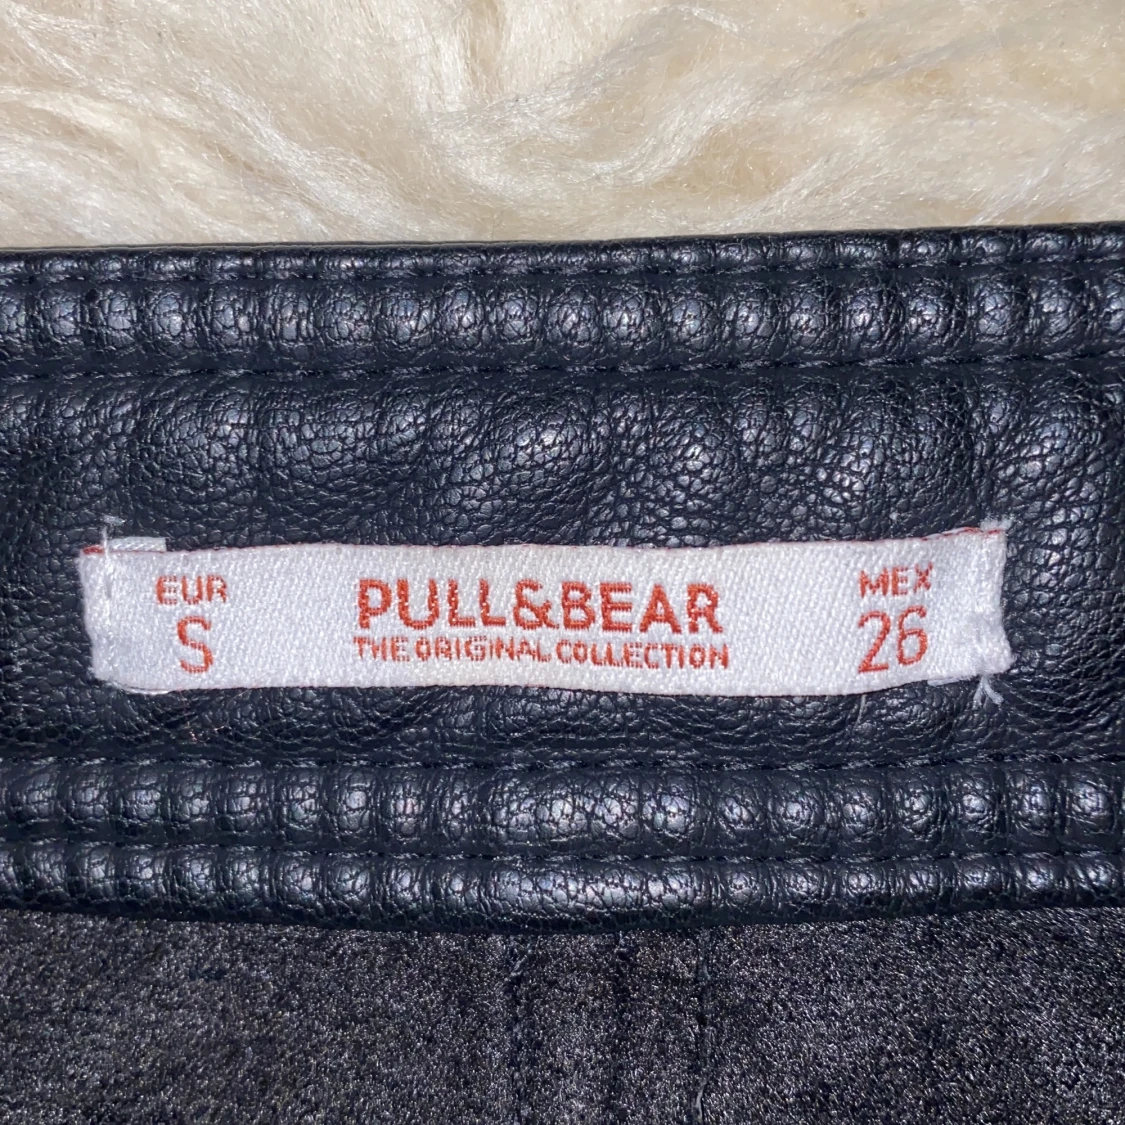 EUR
S
PULL&BEAR
THE ORIGINAL COLLECTION
MEX
26